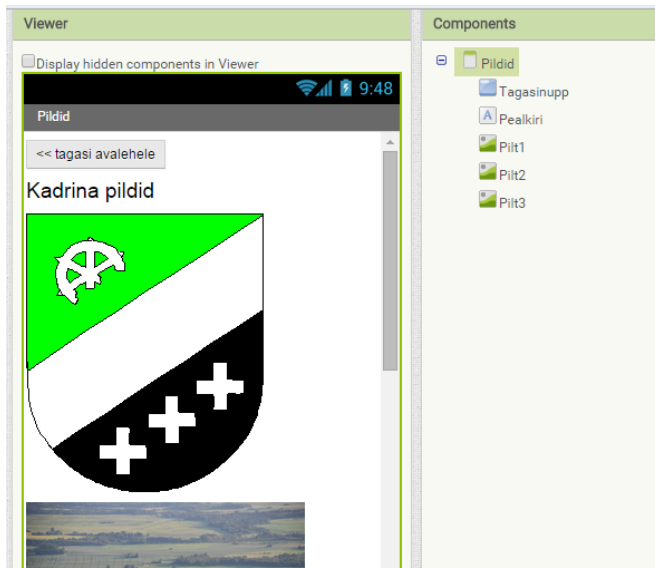 Viewer
Display hidden components in Viewer
9:48
Pildid
<< tagasi avalehele
Kadrina pildid
Components
Pildid
Tagasinupp
A Pealkiri
Pilt1
Pilt2
Pilt3